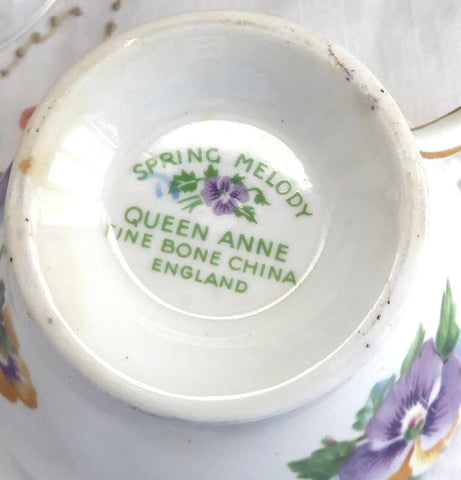 SPRING MELODY
QUEEN ANNE
FINE BONE CHINA
ENGLAND